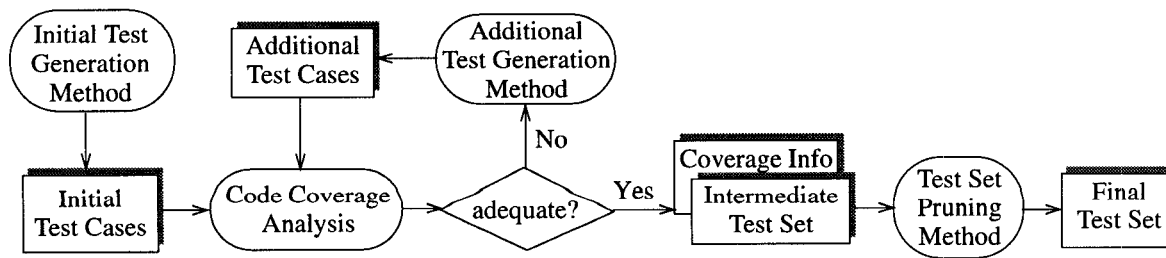 Initial Test
Generation
Method
Additional
Test Cases
Additional
Test Generation
Method
No
Initial
Test Cases
Code Coverage
Analysis
adequate?
Yes
Coverage Info
Intermediate
Test Set
Test Set
Pruning
Method
Final
Test Set